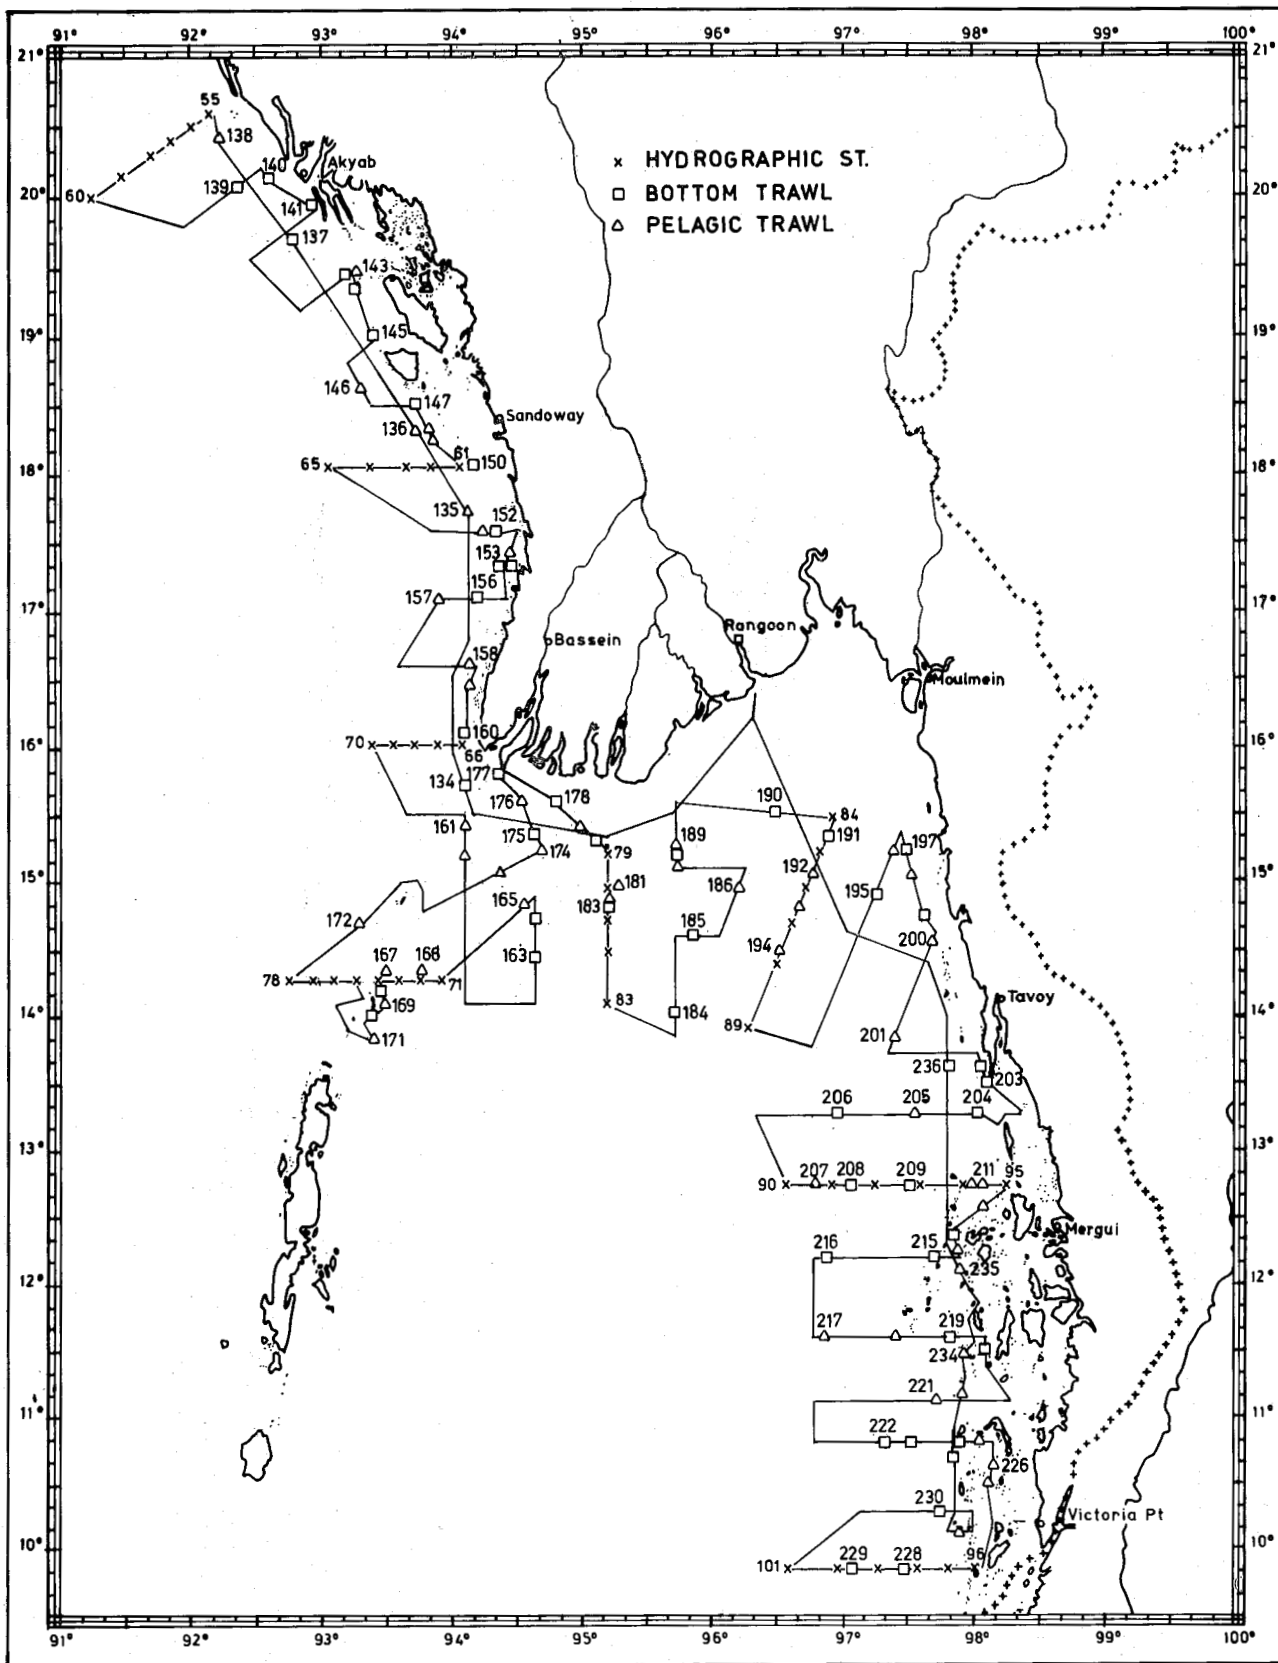 91° 92° 93° 94° 95° 96° 97° 98° 99° 100°
21° 21°
55
138
× HYDROGRAPHIC ST.
140
Akyab
□ BOTTOM TRAWL
20° 60 139 20°
141
△ PELAGIC TRAWL
137
143
19° 145 19°
146
147
Sandoway
136
61
65 150
18° 18°
135 152
153
156
157
17° 17°
Rangoon
Bassein
158
Moulmein
160
16° 70 16°
66
177
134
176 178 190 84
161 175 189 191 197
174 79
15° 192 15°
181 186
165 195
172 183
185
200
194
167 168
163
78 71
Tavoy
169 83 184
14° 89 14°
171 201
236
203
206 205 204
13° 13°
207 208 209 211 95
90
Mergui
216 215
235
12° 12°
217 219
234
221
11° 11°
222
226
230
Victoria Pt
10° 10°
101 229 228 96
91° 92° 93° 94° 95° 96° 97° 98° 99° 100°